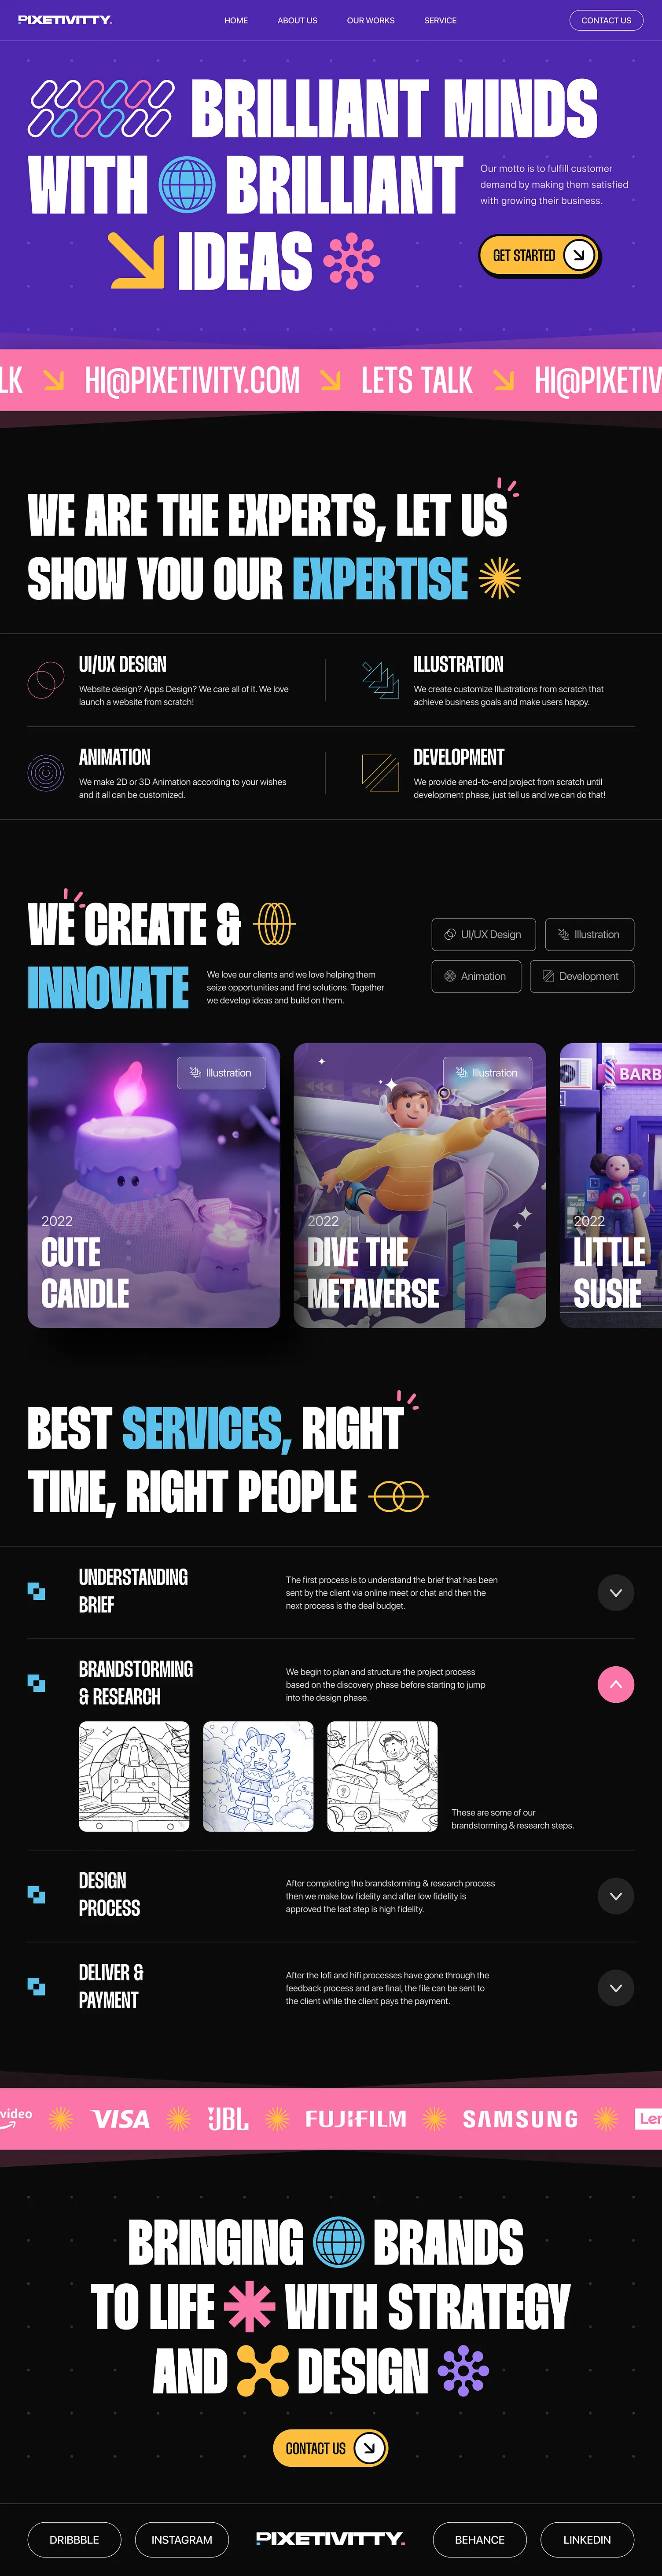 PIXETIVITTY.
HOME ABOUT US OUR WORKS SERVICE CONTACT US
BRILLIANT MINDS
WITH BRILLIANT
IDEAS
Our motto is to fulfill customer
demand by making them satisfied
with growing their business.
GET STARTED
LK HI@PIXETIVITY.COM LETS TALK HI@PIXETIV
WE ARE THE EXPERTS, LET US
SHOW YOU OUR EXPERTISE
UI/UX DESIGN
Website design? Apps Design? We care all of it. We love
launch a website from scratch!
ILLUSTRATION
We create customize Illustrations from scratch that
achieve business goals and make users happy.
ANIMATION
We make 2D or 3D Animation according to your wishes
and it all can be customized.
DEVELOPMENT
We provide ened-to-end project from scratch until
development phase, just tell us and we can do that!
WE CREATE &
INNOVATE
We love our clients and we love helping them
seize opportunities and find solutions. Together
we develop ideas and build on them.
UI/UX Design Illustration
Animation Development
Illustration
2022
CUTE
CANDLE
Illustration
2022
DIVE THE
METAVERSE
BARB
2022
LITTLE
SUSIE
BEST SERVICES, RIGHT
TIME, RIGHT PEOPLE
UNDERSTANDING
BRIEF
The first process is to understand the brief that has been
sent by the client via online meet or chat and then the
next process is the deal budget.
BRANDSTORMING
& RESEARCH
We begin to plan and structure the project process
based on the discovery phase before starting to jump
into the design phase.
These are some of our
brandstorming & research steps.
DESIGN
PROCESS
After completing the brandstorming & research process
then we make low fidelity and after low fidelity is
approved the last step is high fidelity.
DELIVER &
PAYMENT
After the lofi and hifi processes have gone through the
feedback process and are final, the file can be sent to
the client while the client pays the payment.
video VISA JBL FUJIFILM SAMSUNG Ler
BRINGING BRANDS
TO LIFE WITH STRATEGY
AND DESIGN
CONTACT US
DRIBBBLE INSTAGRAM PIXETIVITTY. BEHANCE LINKEDIN